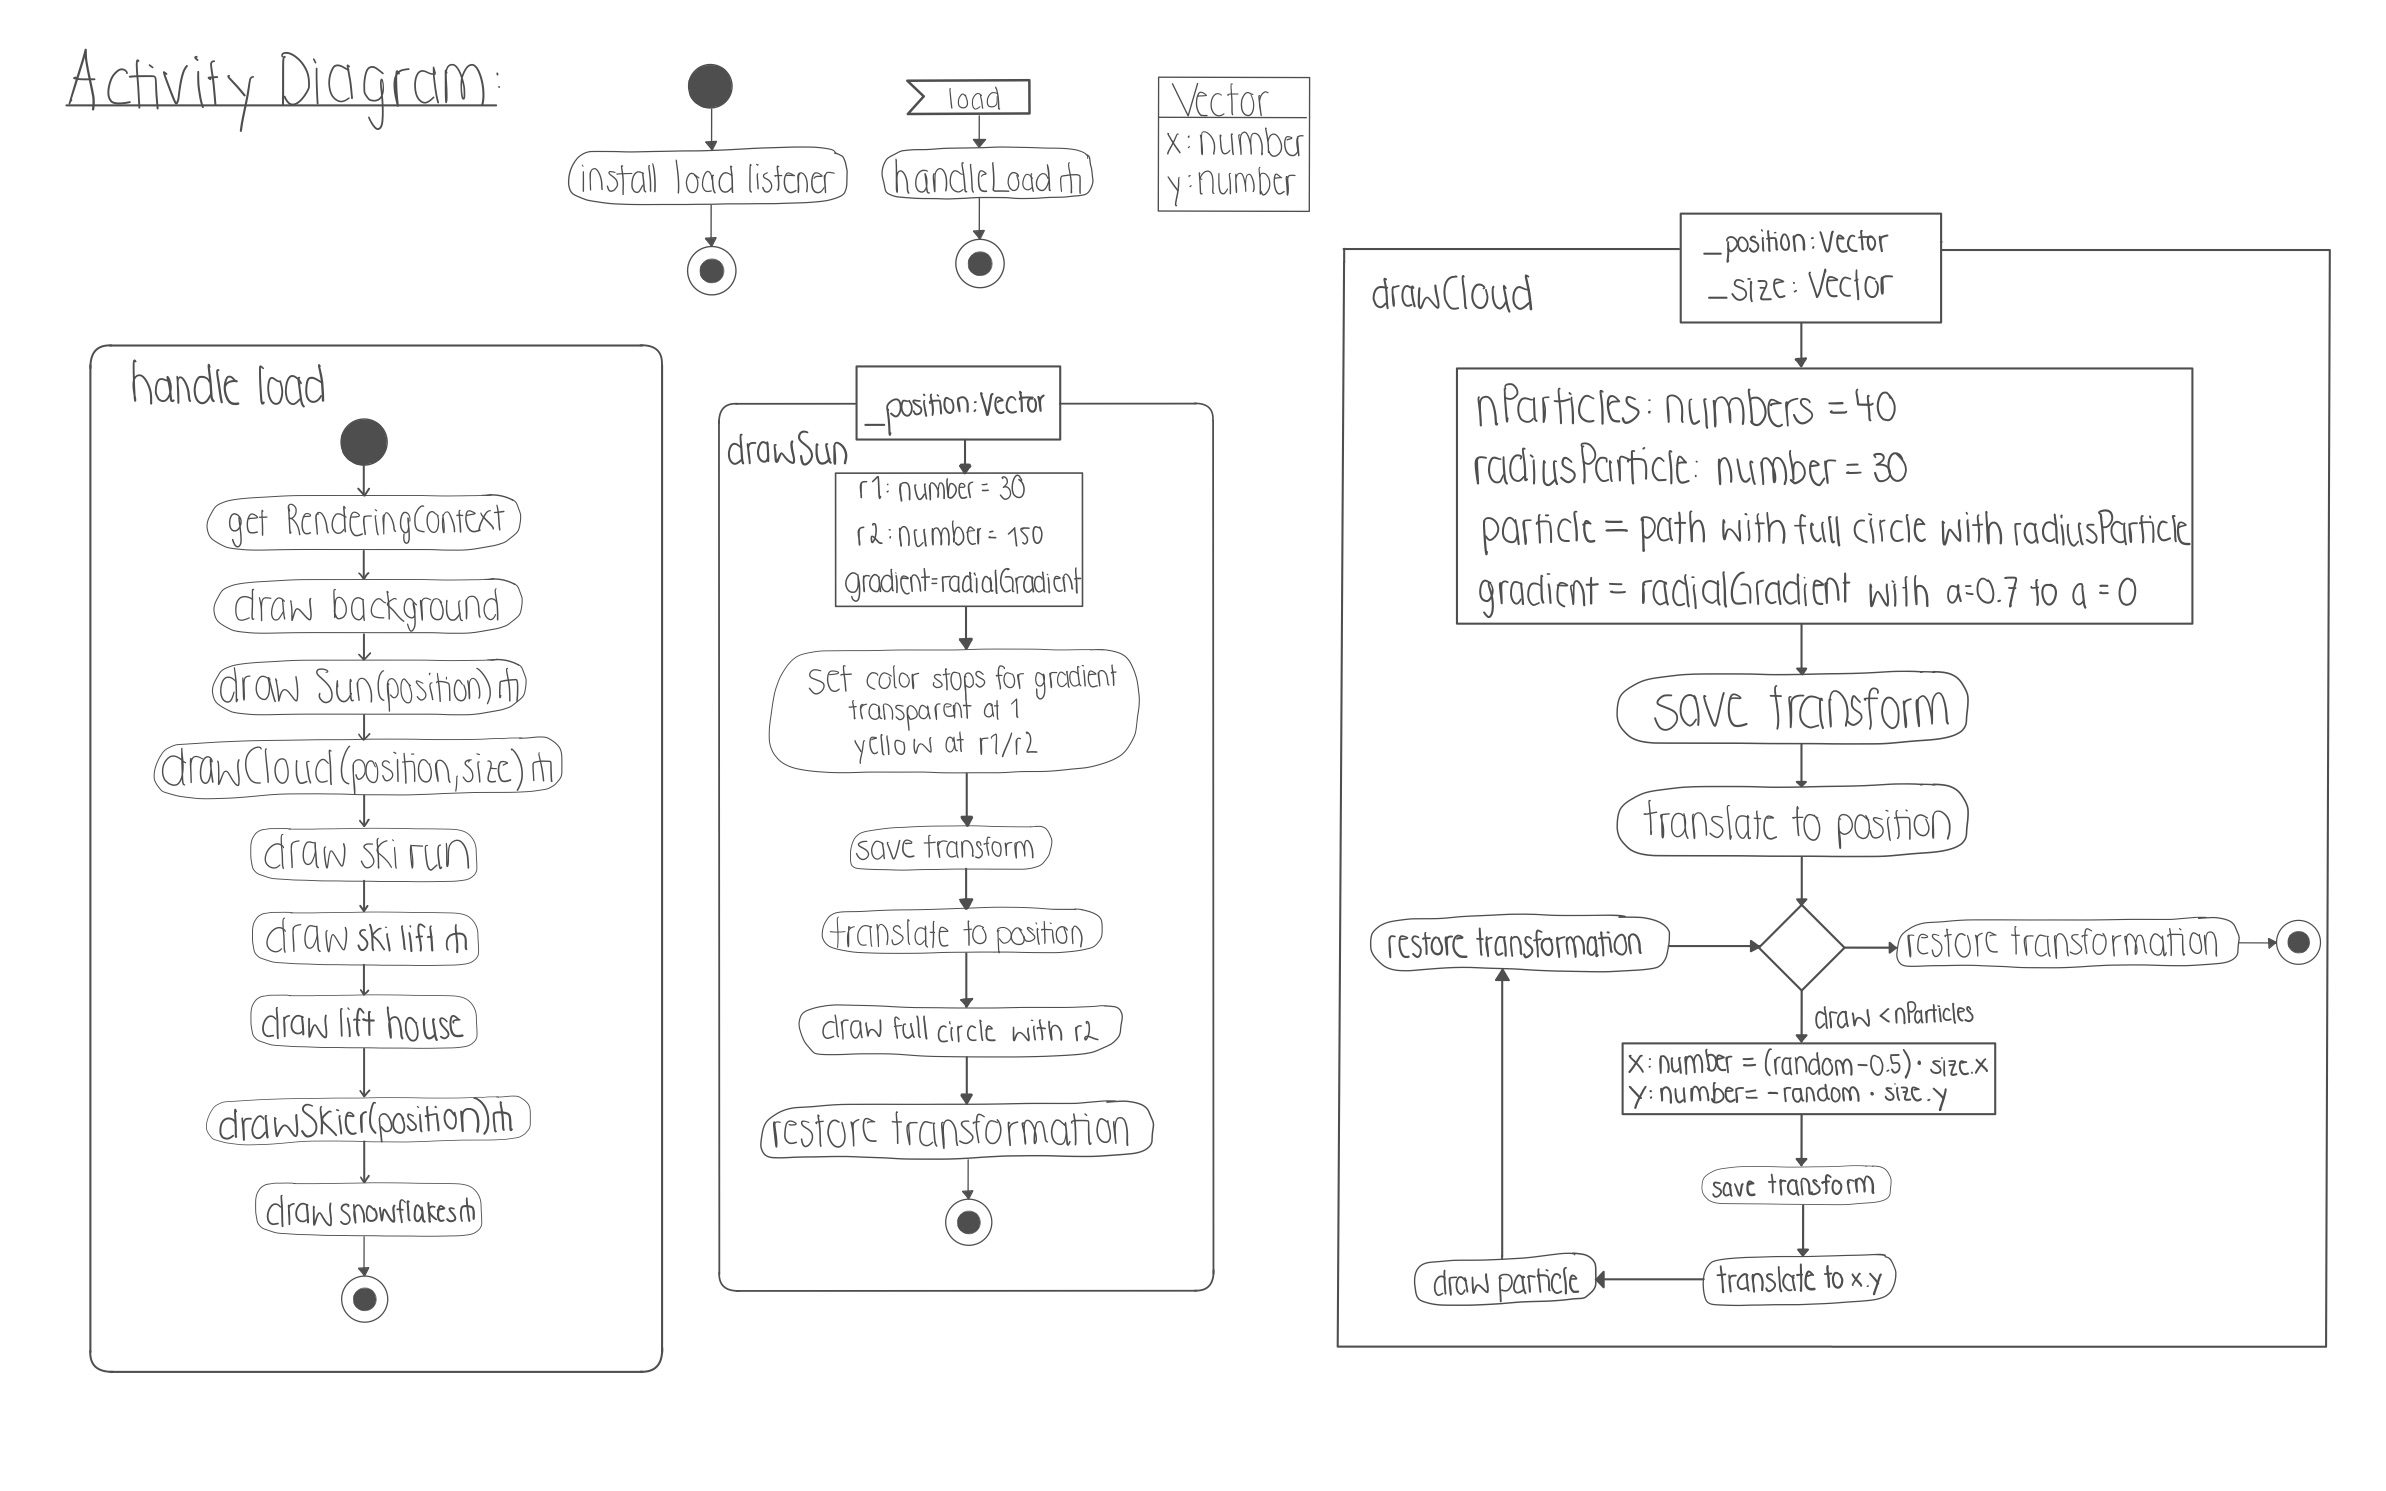 Activity Diagram:
install load listener
load
handleLoad
Vector
x: number
y: number
handle load
get RenderingContext
draw background
draw Sun(position)
drawCloud(position,size)
draw ski run
draw ski lift
draw lift house
drawSkier(position)
draw snowflakes
_position: Vector
drawSun
r1: number = 30
r2: number = 150
gradient=radialGradient
Set color stops for gradient
transparent at 1
yellow at r1/r2
save transform
translate to position
draw full circle with r2
restore transformation
_position: Vector
_size: Vector
drawCloud
nParticles: numbers = 40
radiusParticle: number = 30
particle = path with full circle with radiusParticle
gradient = radialGradient with a=0.7 to a = 0
save transform
translate to position
restore transformation
restore transformation
draw < nParticles
X: number = (random-0.5) · size.x
Y: number= -random · size.y
save transform
translate to x.y
draw particle